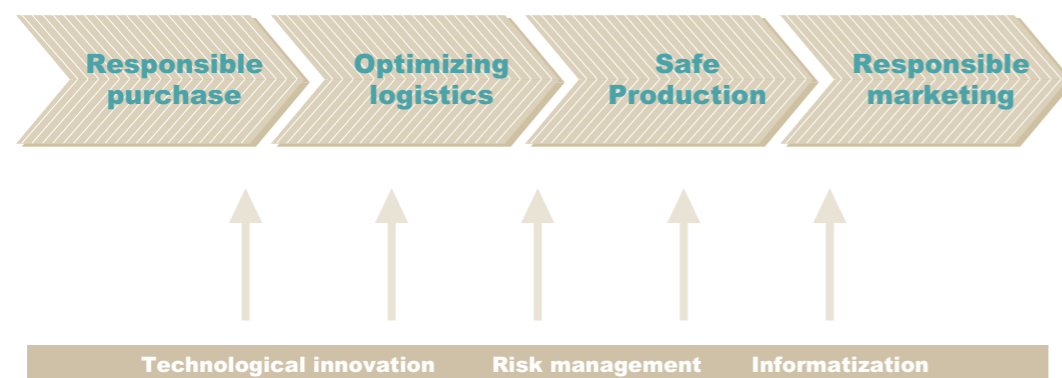 Responsible
purchase
Optimizing
logistics
Safe
Production
Responsible
marketing
Technological innovation Risk management Informatization